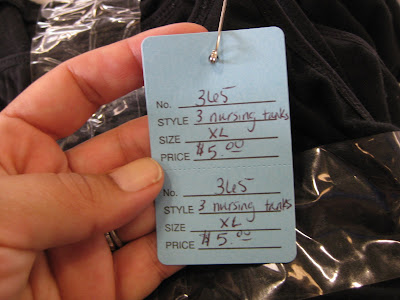 No. 365
STYLE 3 nursing tanks
SIZE XL
PRICE $5.00
No. 365
STYLE 3 nursing tanks
SIZE XL
PRICE $5.00